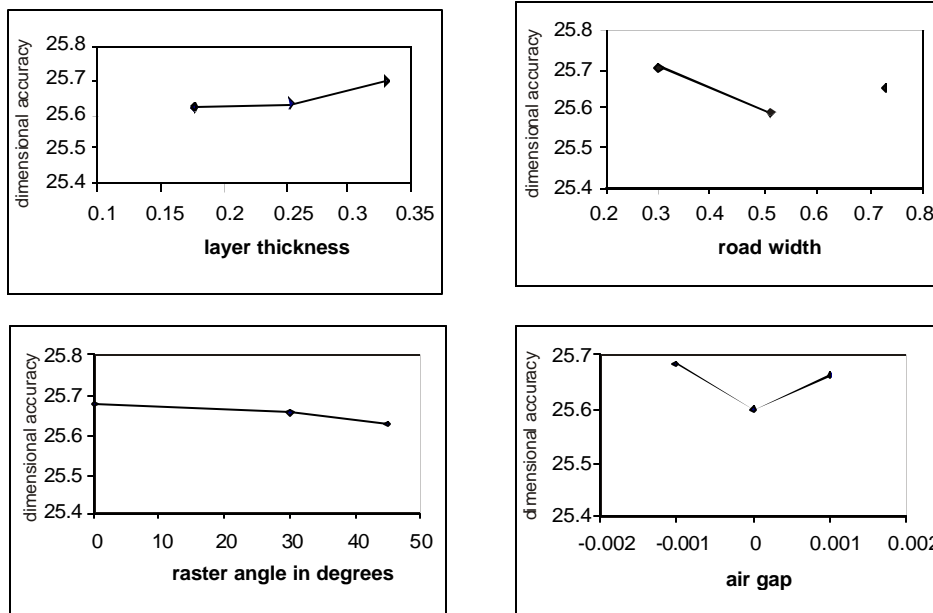 dimensional accuracy
25.8
25.7
25.6
25.5
25.4
0.1 0.15 0.2 0.25 0.3 0.35
layer thickness
dimensional accuracy
25.8
25.7
25.6
25.5
25.4
0.2 0.3 0.4 0.5 0.6 0.7 0.8
road width
dimensional accuracy
25.8
25.7
25.6
25.5
25.4
0 10 20 30 40 50
raster angle in degrees
dimensional accuracy
25.7
25.6
25.5
25.4
-0.002 -0.001 0 0.001 0.002
air gap